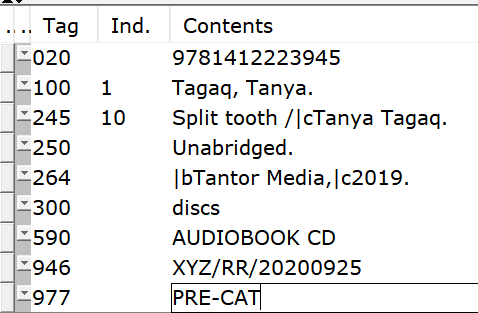 .. .. Tag Ind. Contents
020 9781412223945
100 1 Tagaq, Tanya.
245 10 Split tooth /|cTanya Tagaq.
250 Unabridged.
264 |bTantor Media,|c2019.
300 discs
590 AUDIOBOOK CD
946 XYZ/RR/20200925
977 PRE-CAT